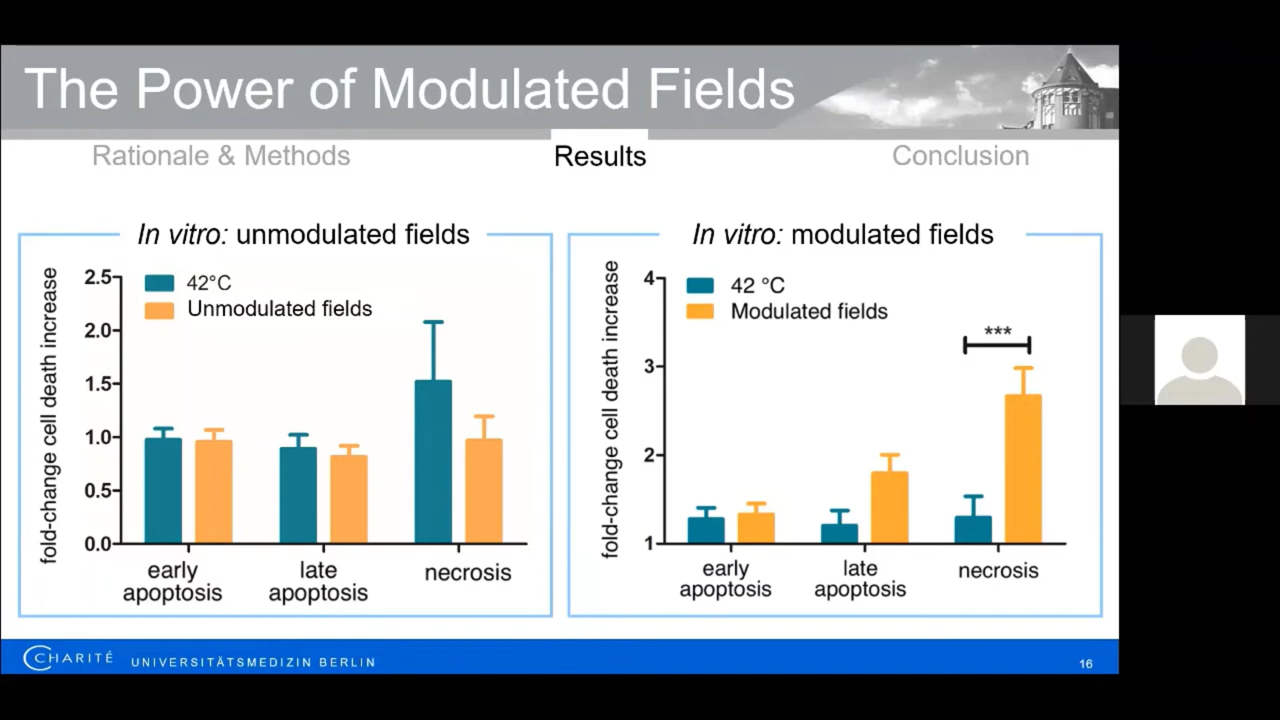 The Power of Modulated Fields
Rationale & Methods
Results
Conclusion
In vitro: unmodulated fields
fold-change cell death increase
2.5
2.0
1.5
1.0
0.5
0.0
42°C
Unmodulated fields
early
apoptosis
late
apoptosis
necrosis
In vitro: modulated fields
fold-change cell death increase
4
3
2
1
42 °C
Modulated fields
***
early
apoptosis
late
apoptosis
necrosis
CHARITÉ UNIVERSITÄTSMEDIZIN BERLIN
16